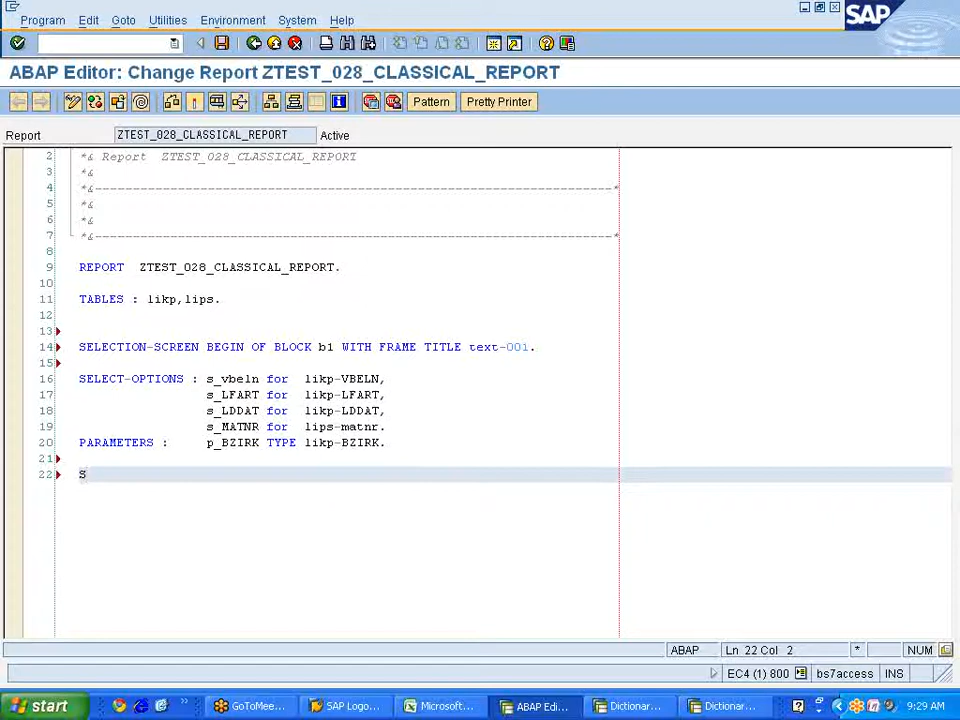 Program Edit Goto Utilities Environment System Help
SAP
ABAP Editor: Change Report ZTEST_028_CLASSICAL_REPORT
Pattern Pretty Printer
Report ZTEST_028_CLASSICAL_REPORT Active
2 *& Report  ZTEST_028_CLASSICAL_REPORT
3 *&
4 *&---------------------------------------------------------------------*
5 *&
6 *&
7 *&---------------------------------------------------------------------*
8
9 REPORT  ZTEST_028_CLASSICAL_REPORT.
10
11 TABLES : likp,lips.
12
13
14 SELECTION-SCREEN BEGIN OF BLOCK b1 WITH FRAME TITLE text-001.
15
16 SELECT-OPTIONS : s_vbeln for  likp-VBELN,
17 s_LFART for  likp-LFART,
18 s_LDDAT for  likp-LDDAT,
19 s_MATNR for  lips-matnr.
20 PARAMETERS :     p_BZIRK TYPE likp-BZIRK.
21
22 S
ABAP Ln 22 Col 2 * NUM
EC4 (1) 800 bs7access INS
start GoToMee... SAP Logo... Microsoft... ABAP Edi... Dictionar... Dictionar... 9:29 AM